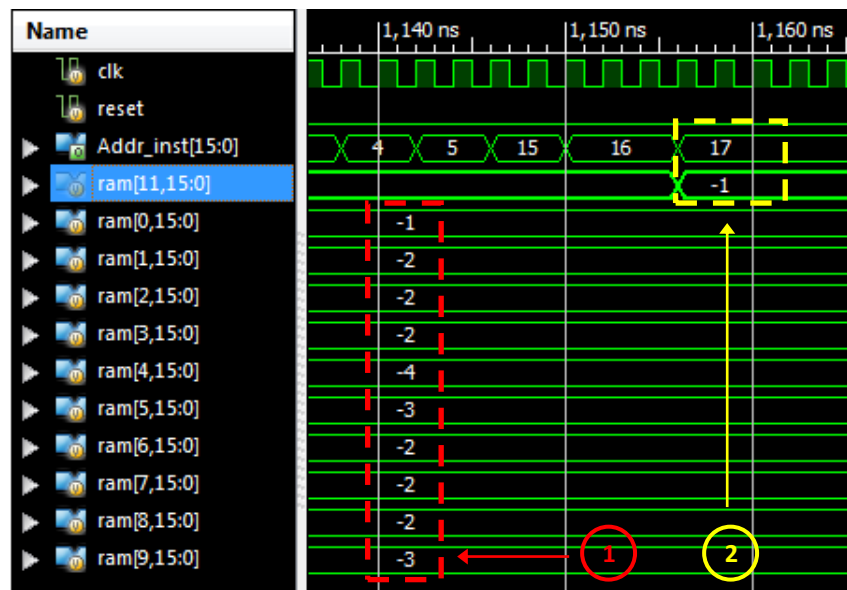 Name 1,140 ns 1,150 ns 1,160 ns
clk
reset
Addr_inst[15:0] 4 5 15 16 17
ram[11,15:0] -1
ram[0,15:0] -1
ram[1,15:0] -2
ram[2,15:0] -2
ram[3,15:0] -2
ram[4,15:0] -4
ram[5,15:0] -3
ram[6,15:0] -2
ram[7,15:0] -2
ram[8,15:0] -2
ram[9,15:0] -3
1 2